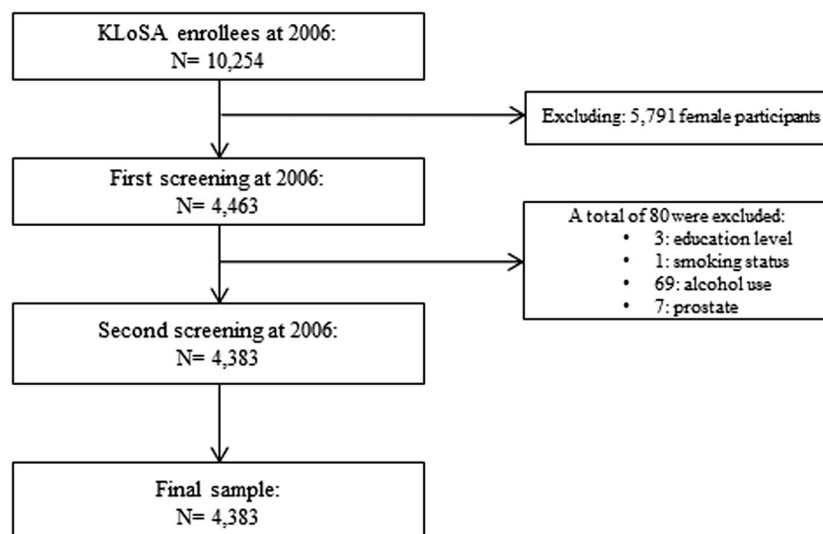 KLoSA enrollees at 2006:
N= 10,254
Excluding: 5,791 female participants
First screening at 2006:
N= 4,463
A total of 80 were excluded:
• 3: education level
• 1: smoking status
• 69: alcohol use
• 7: prostate
Second screening at 2006:
N= 4,383
Final sample:
N= 4,383